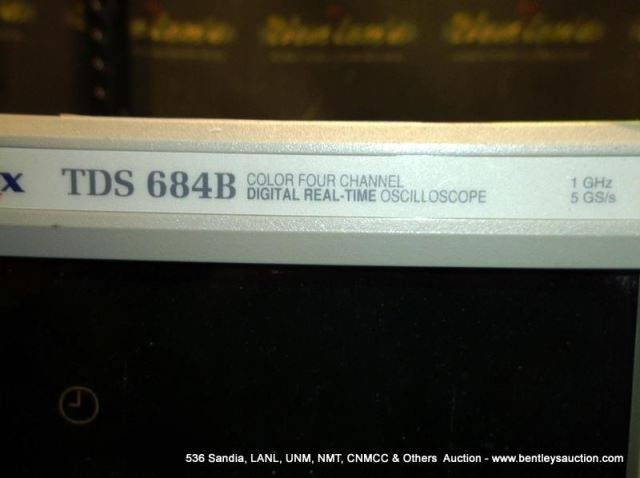 x TDS 684B COLOR FOUR CHANNEL 1 GHz
DIGITAL REAL-TIME OSCILLOSCOPE 5 GS/s
536 Sandia, LANL, UNM, NMT, CNMCC & Others Auction - www.bentleysauction.com